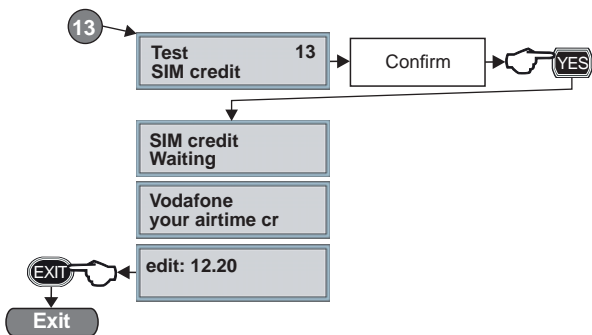 13
Test 13
SIM credit
Confirm
YES
SIM credit
Waiting
Vodafone
your airtime cr
edit: 12.20
EXIT
Exit